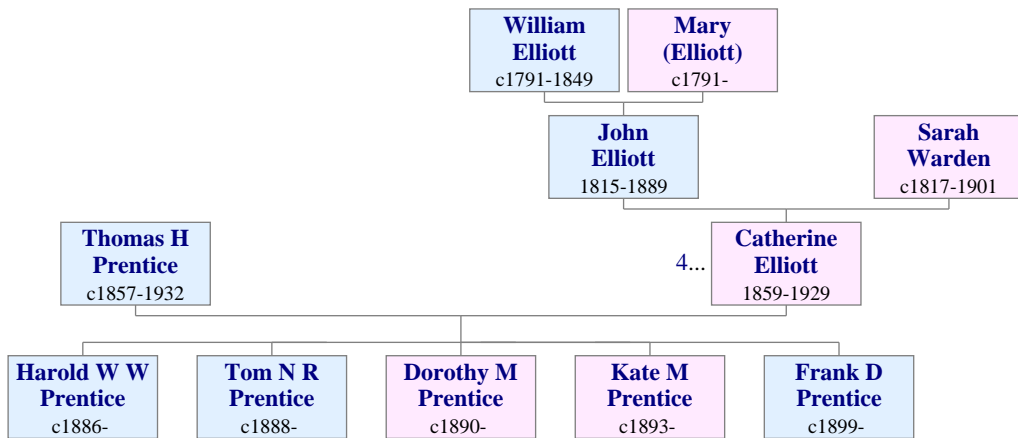 William
Elliott
c1791-1849
Mary
(Elliott)
c1791-
John
Elliott
1815-1889
Sarah
Warden
c1817-1901
Thomas H
Prentice
c1857-1932
4...
Catherine
Elliott
1859-1929
Harold W W
Prentice
c1886-
Tom N R
Prentice
c1888-
Dorothy M
Prentice
c1890-
Kate M
Prentice
c1893-
Frank D
Prentice
c1899-